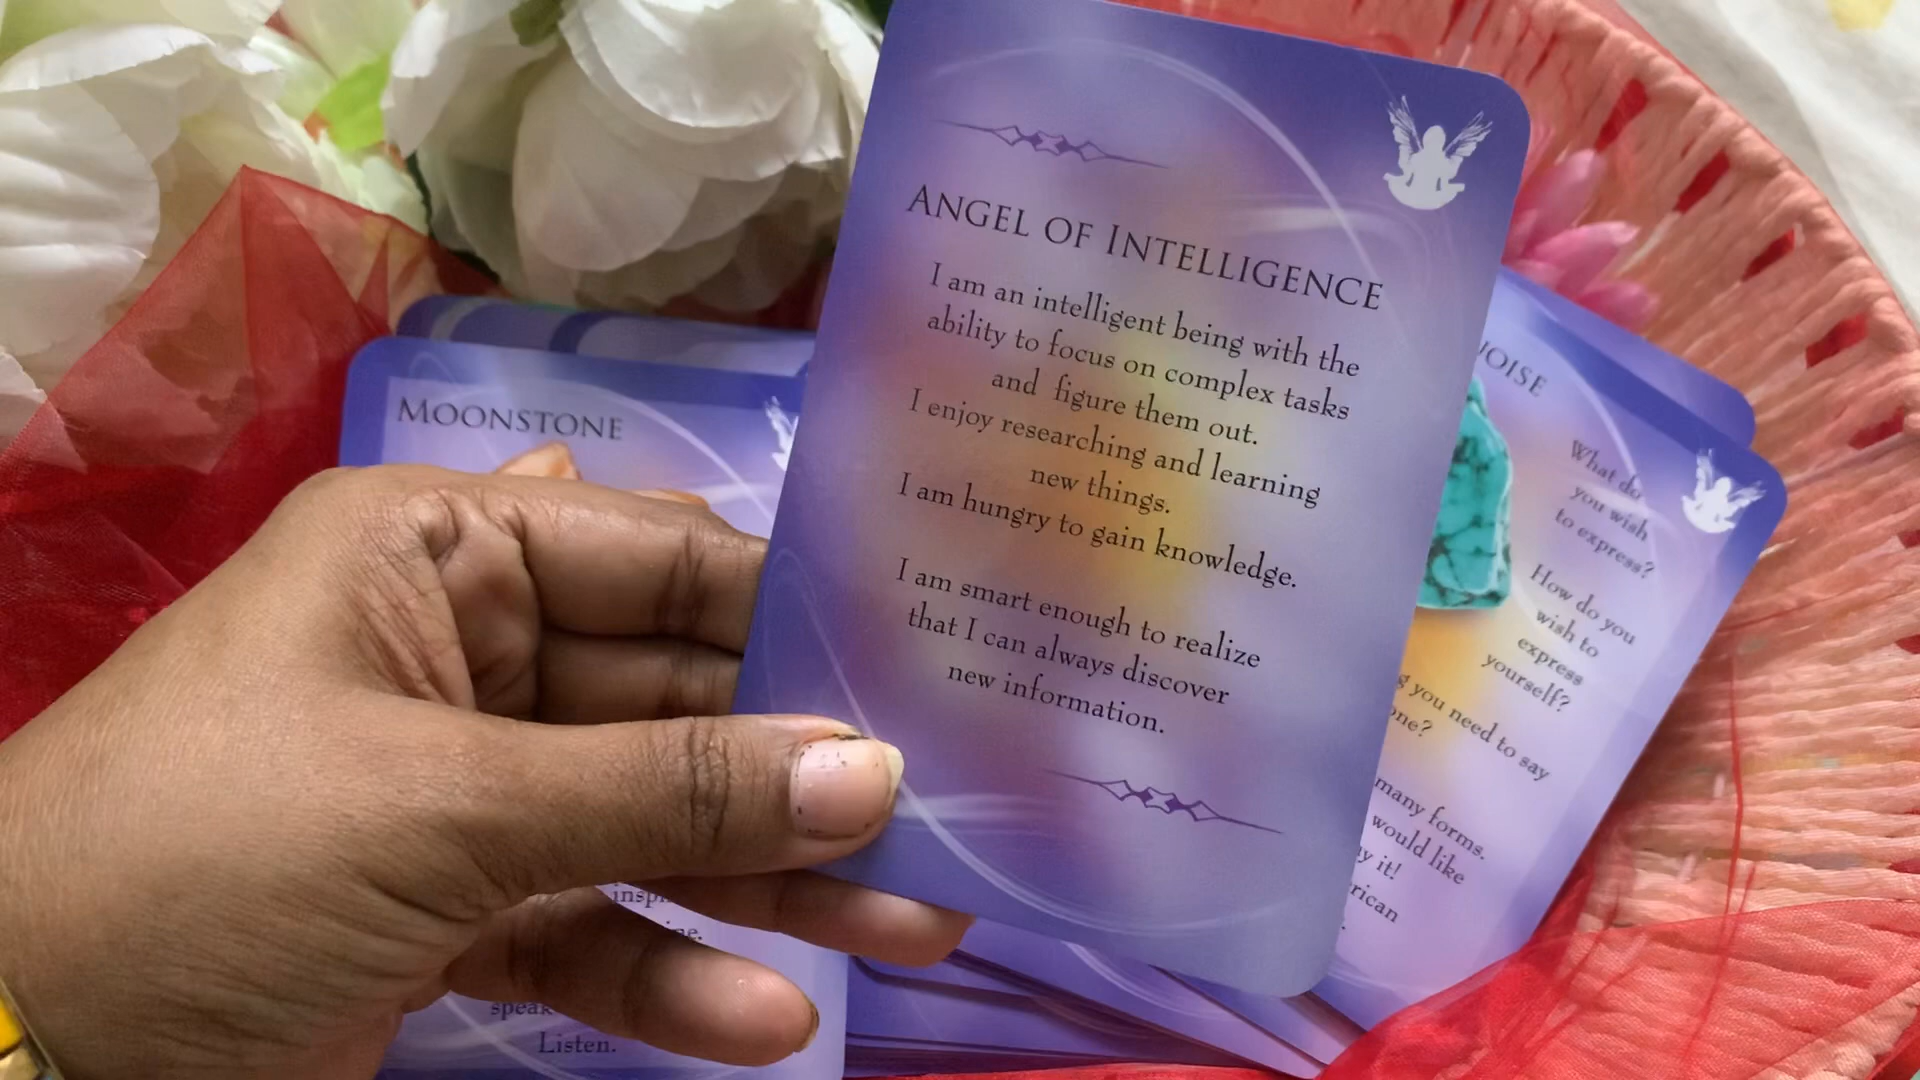 ANGEL OF INTELLIGENCE
I am an intelligent being with the
ability to focus on complex tasks
and figure them out.
I enjoy researching and learning
new things.
I am hungry to gain knowledge.
I am smart enough to realize
that I can always discover
new information.
MOONSTONE
speak
Listen.
What do
you wish
to express?
How do you
wish to
express
yourself?
you need to say
many forms.
would like
it!